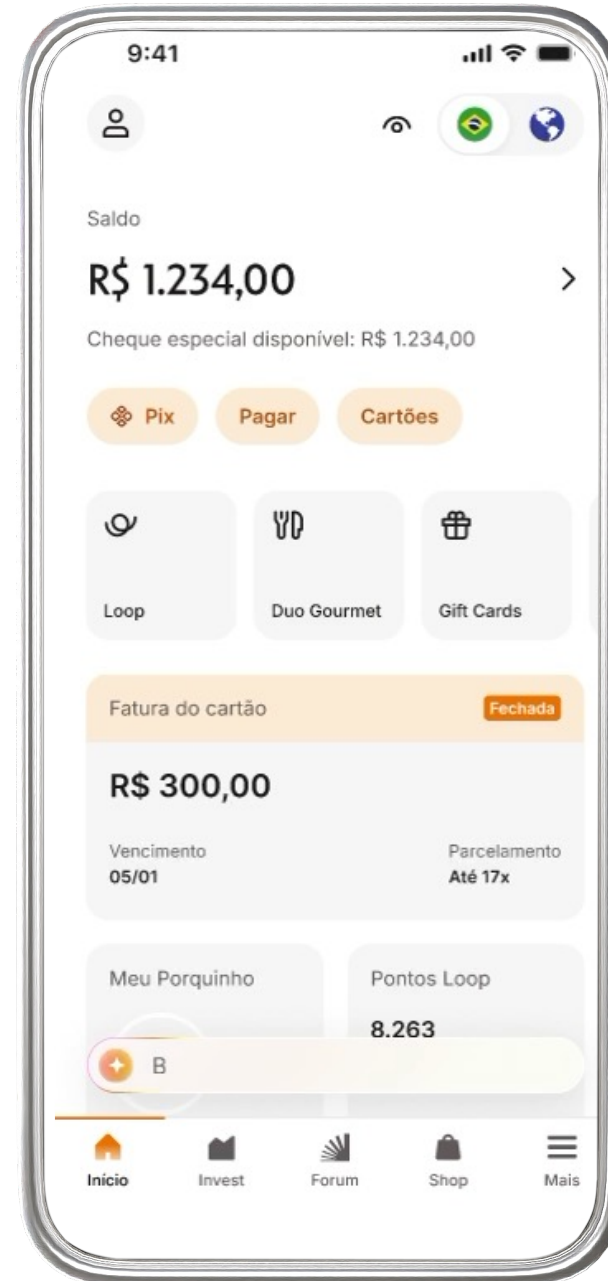 9:41
Saldo
R$ 1.234,00
Cheque especial disponível: R$ 1.234,00
Pix Pagar Cartões
Loop Duo Gourmet Gift Cards
Fatura do cartão Fechada
R$ 300,00
Vencimento Parcelamento
05/01 Até 17x
Meu Porquinho Pontos Loop
8.263
B
Início Invest Forum Shop Mais